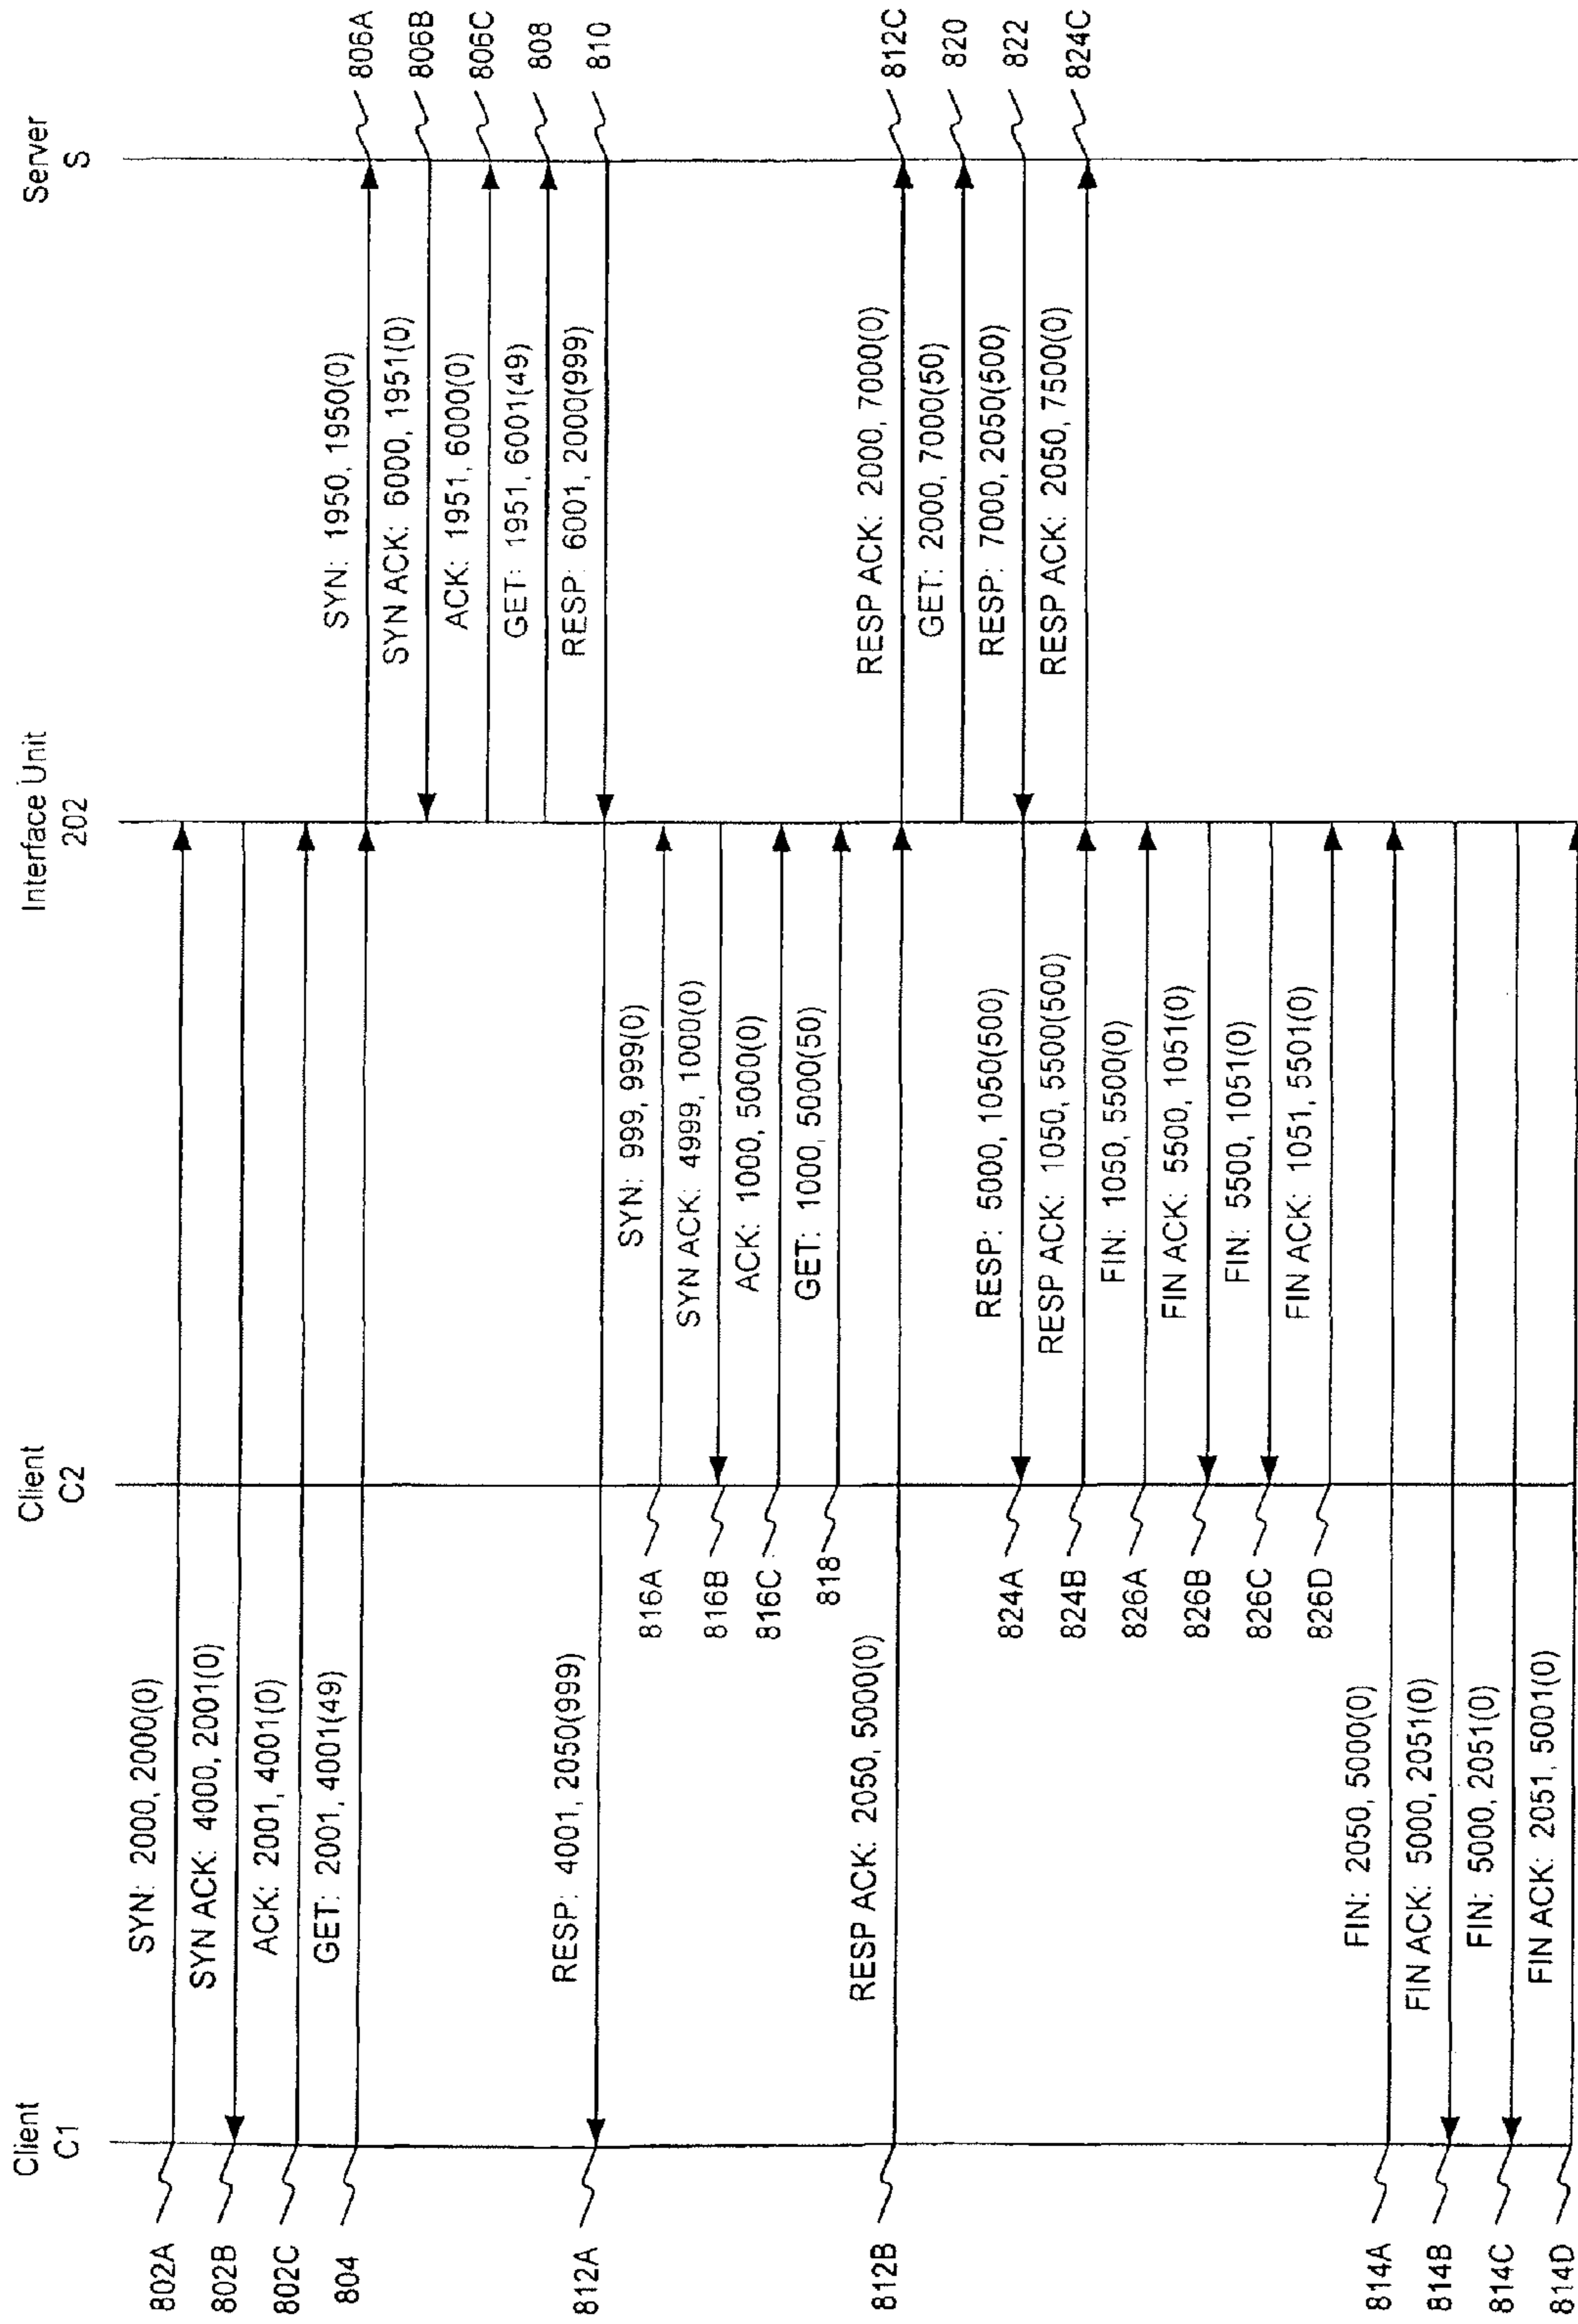 Client
C1
Client
C2
Interface Unit
202
Server
S
802A
SYN: 2000, 2000(0)
802B
SYN ACK: 4000, 2001(0)
802C
ACK: 2001, 4001(0)
804
GET: 2001, 4001(49)
SYN: 1950, 1950(0)
806A
SYN ACK: 6000, 1951(0)
806B
ACK: 1951, 6000(0)
806C
GET: 1951, 6001(49)
808
RESP: 6001, 2000(999)
810
812A
RESP: 4001, 2050(999)
816A
SYN: 999, 999(0)
816B
SYN ACK: 4999, 1000(0)
816C
ACK: 1000, 5000(0)
818
GET: 1000, 5000(50)
812B
RESP ACK: 2050, 5000(0)
RESP ACK: 2000, 7000(0)
812C
GET: 2000, 7000(50)
820
RESP: 7000, 2050(500)
822
824A
RESP: 5000, 1050(500)
824B
RESP ACK: 1050, 5500(500)
RESP ACK: 2050, 7500(0)
824C
826A
FIN: 1050, 5500(0)
826B
FIN ACK: 5500, 1051(0)
826C
FIN: 5500, 1051(0)
826D
FIN ACK: 1051, 5501(0)
814A
FIN: 2050, 5000(0)
814B
FIN ACK: 5000, 2051(0)
814C
FIN: 5000, 2051(0)
814D
FIN ACK: 2051, 5001(0)